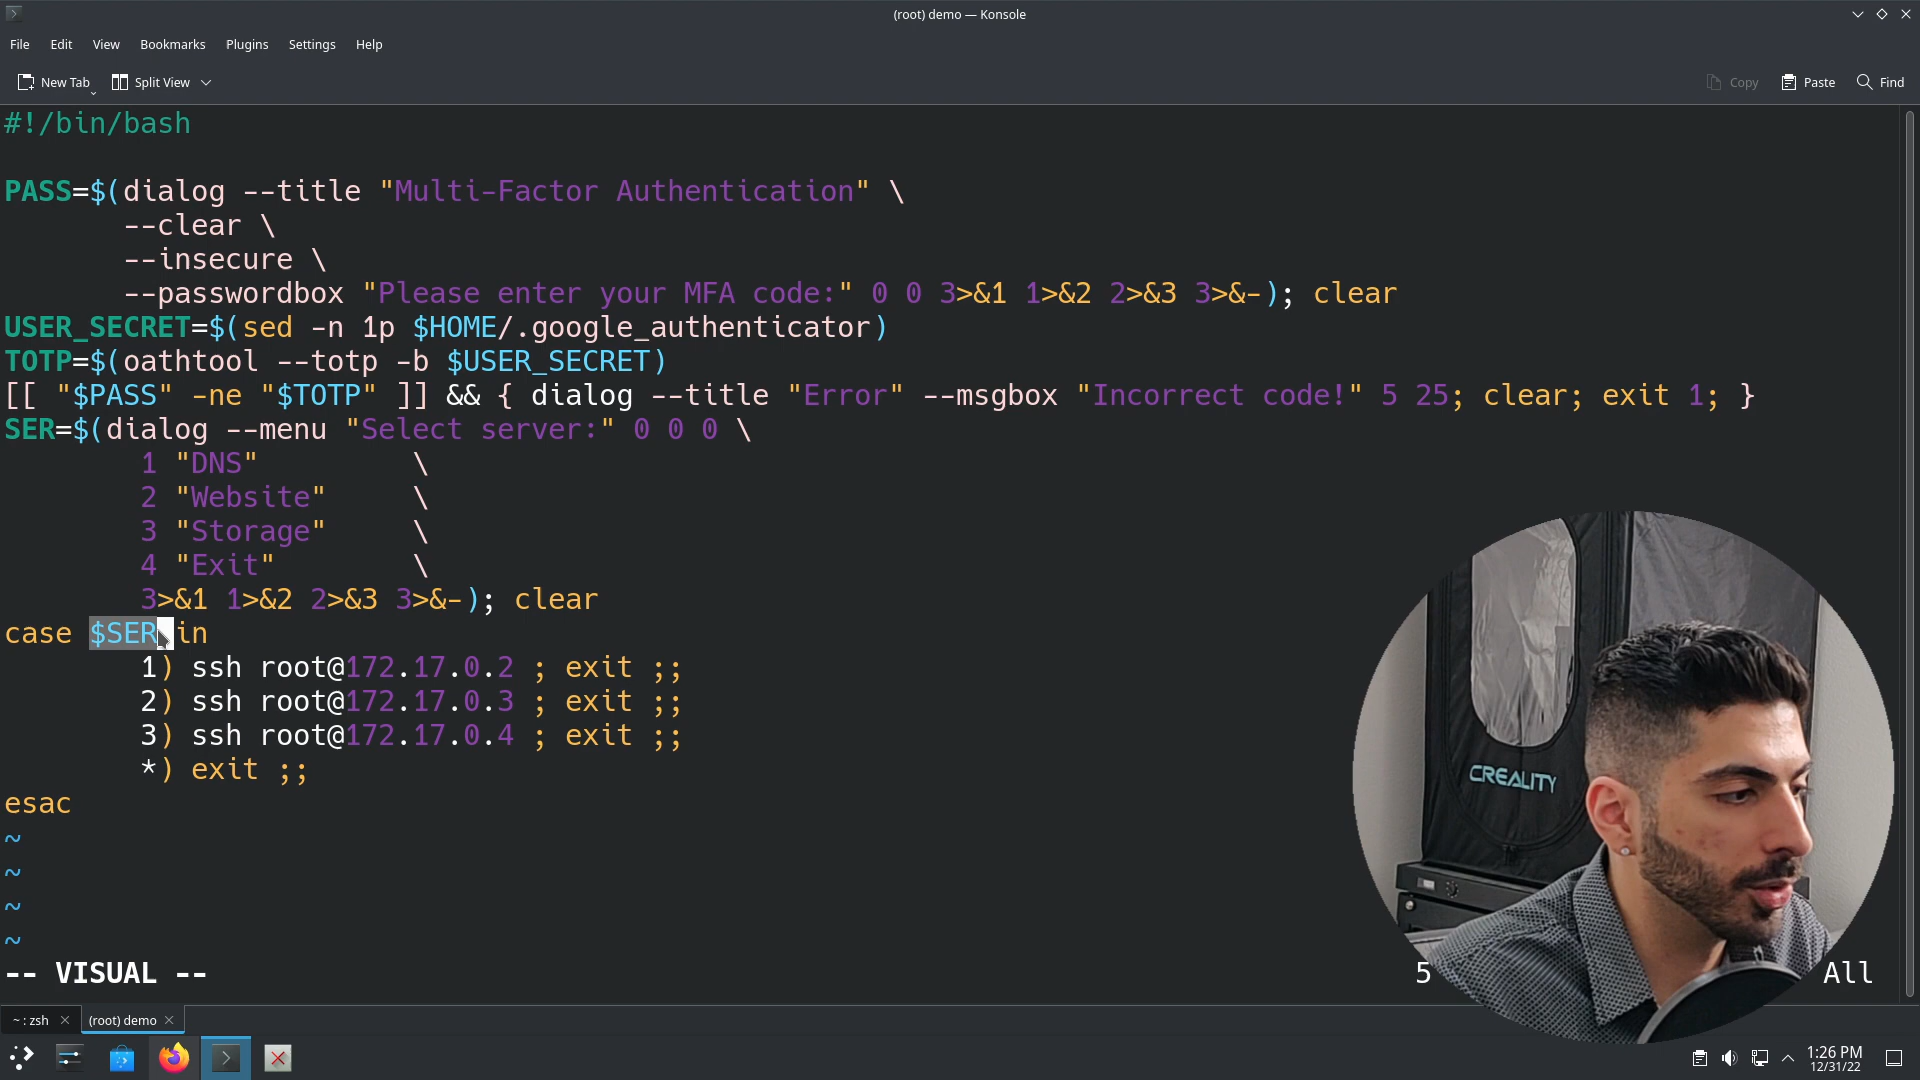 (root) demo — Konsole
File Edit View Bookmarks Plugins Settings Help
New Tab Split View Copy Paste Find
#!/bin/bash
PASS=$(dialog --title "Multi-Factor Authentication" \
--clear \
--insecure \
--passwordbox "Please enter your MFA code:" 0 0 3>&1 1>&2 2>&3 3>&-); clear
USER_SECRET=$(sed -n 1p $HOME/.google_authenticator)
TOTP=$(oathtool --totp -b $USER_SECRET)
[[ "$PASS" -ne "$TOTP" ]] && { dialog --title "Error" --msgbox "Incorrect code!" 5 25; clear; exit 1; }
SER=$(dialog --menu "Select server:" 0 0 0 \
1 "DNS" \
2 "Website" \
3 "Storage" \
4 "Exit" \
3>&1 1>&2 2>&3 3>&-); clear
case $SER in
1) ssh root@172.17.0.2 ; exit ;;
2) ssh root@172.17.0.3 ; exit ;;
3) ssh root@172.17.0.4 ; exit ;;
*) exit ;;
esac
~
~
~
~
CREALITY
-- VISUAL -- 5 All
~ : zsh (root) demo
1:26 PM
12/31/22